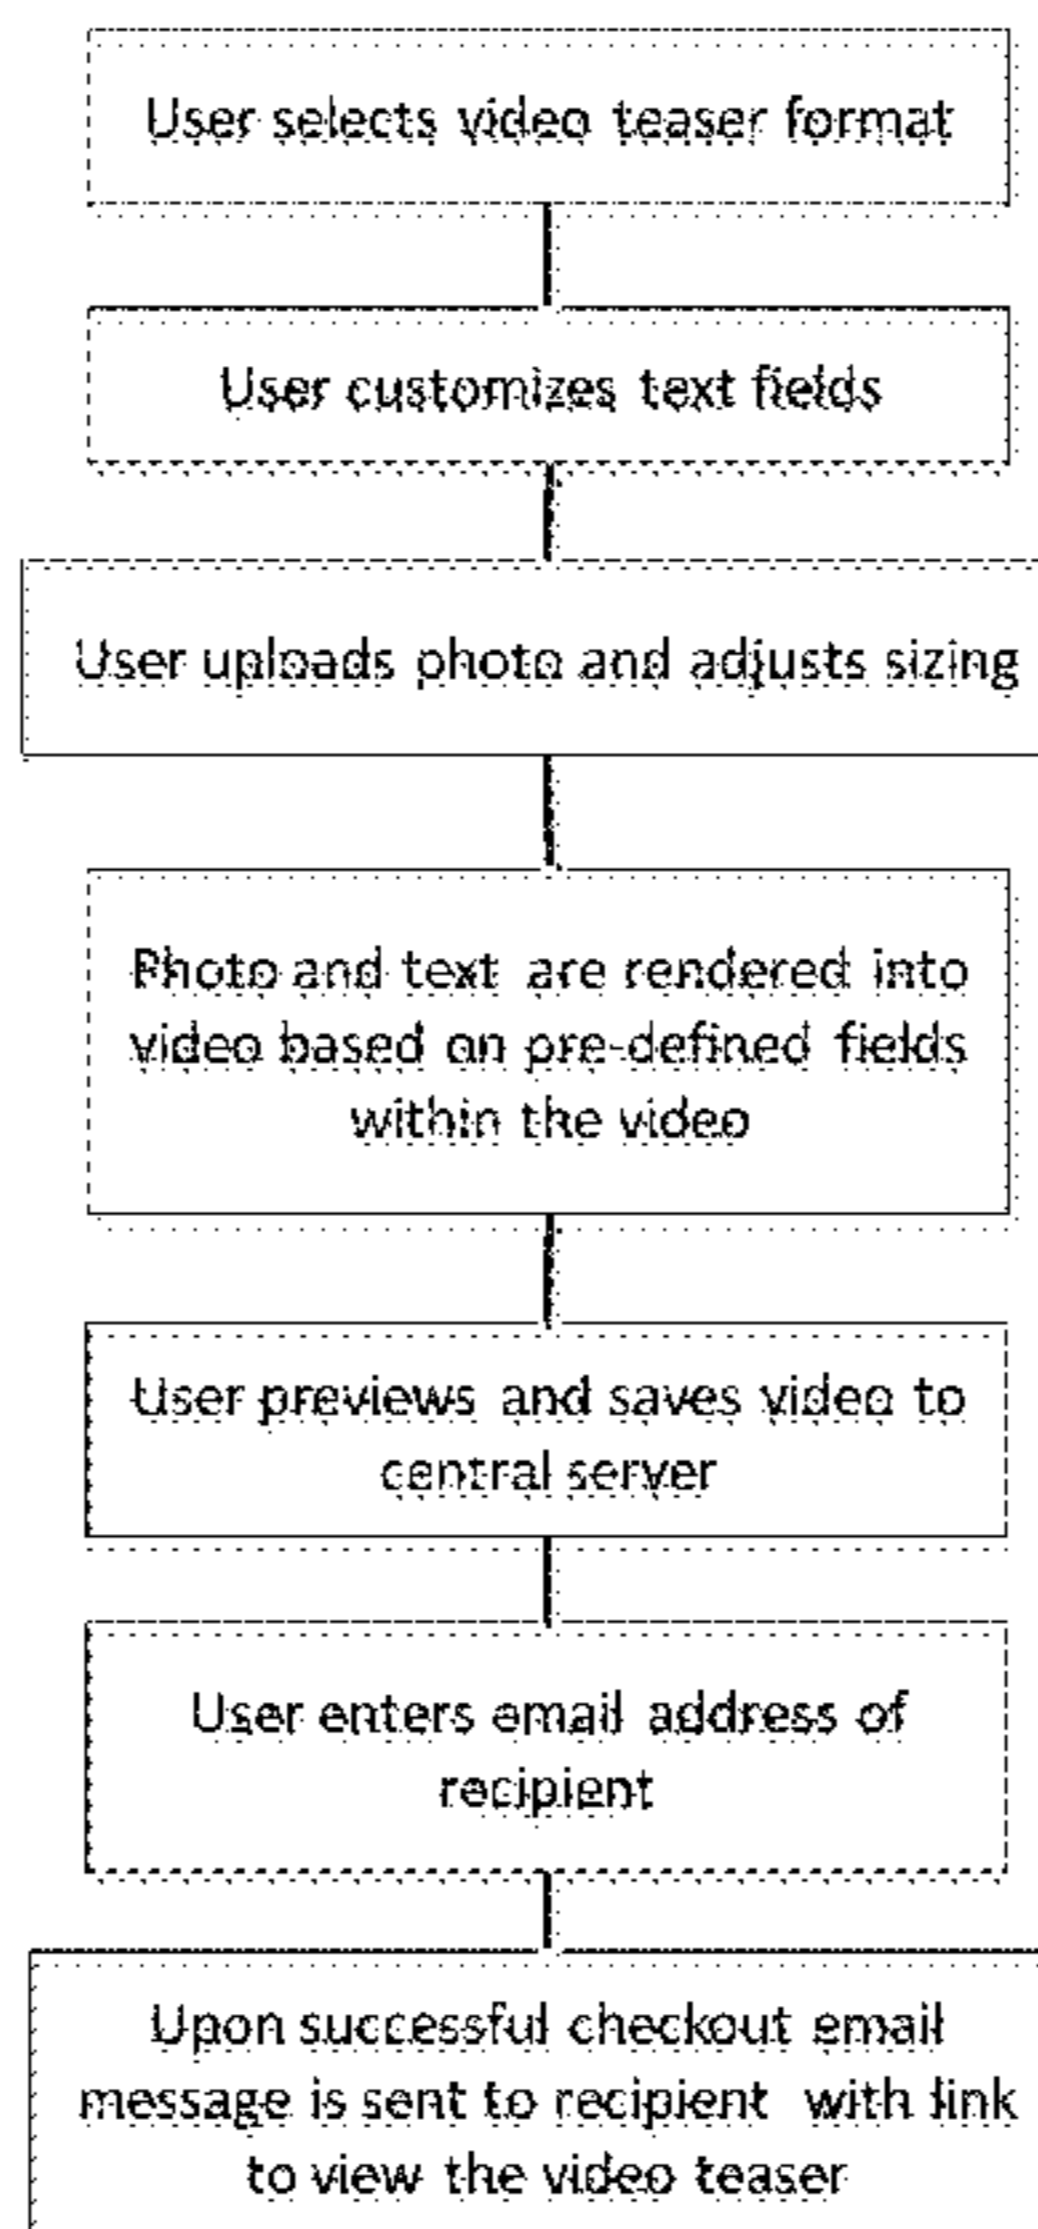 User selects video teaser format
User customizes text fields
User uploads photo and adjusts sizing
Photo and text are rendered into
video based on pre-defined fields
within the video
User previews and saves video to
central server
User enters email address of
recipient
Upon successful checkout email
message is sent to recipient with link
to view the video teaser